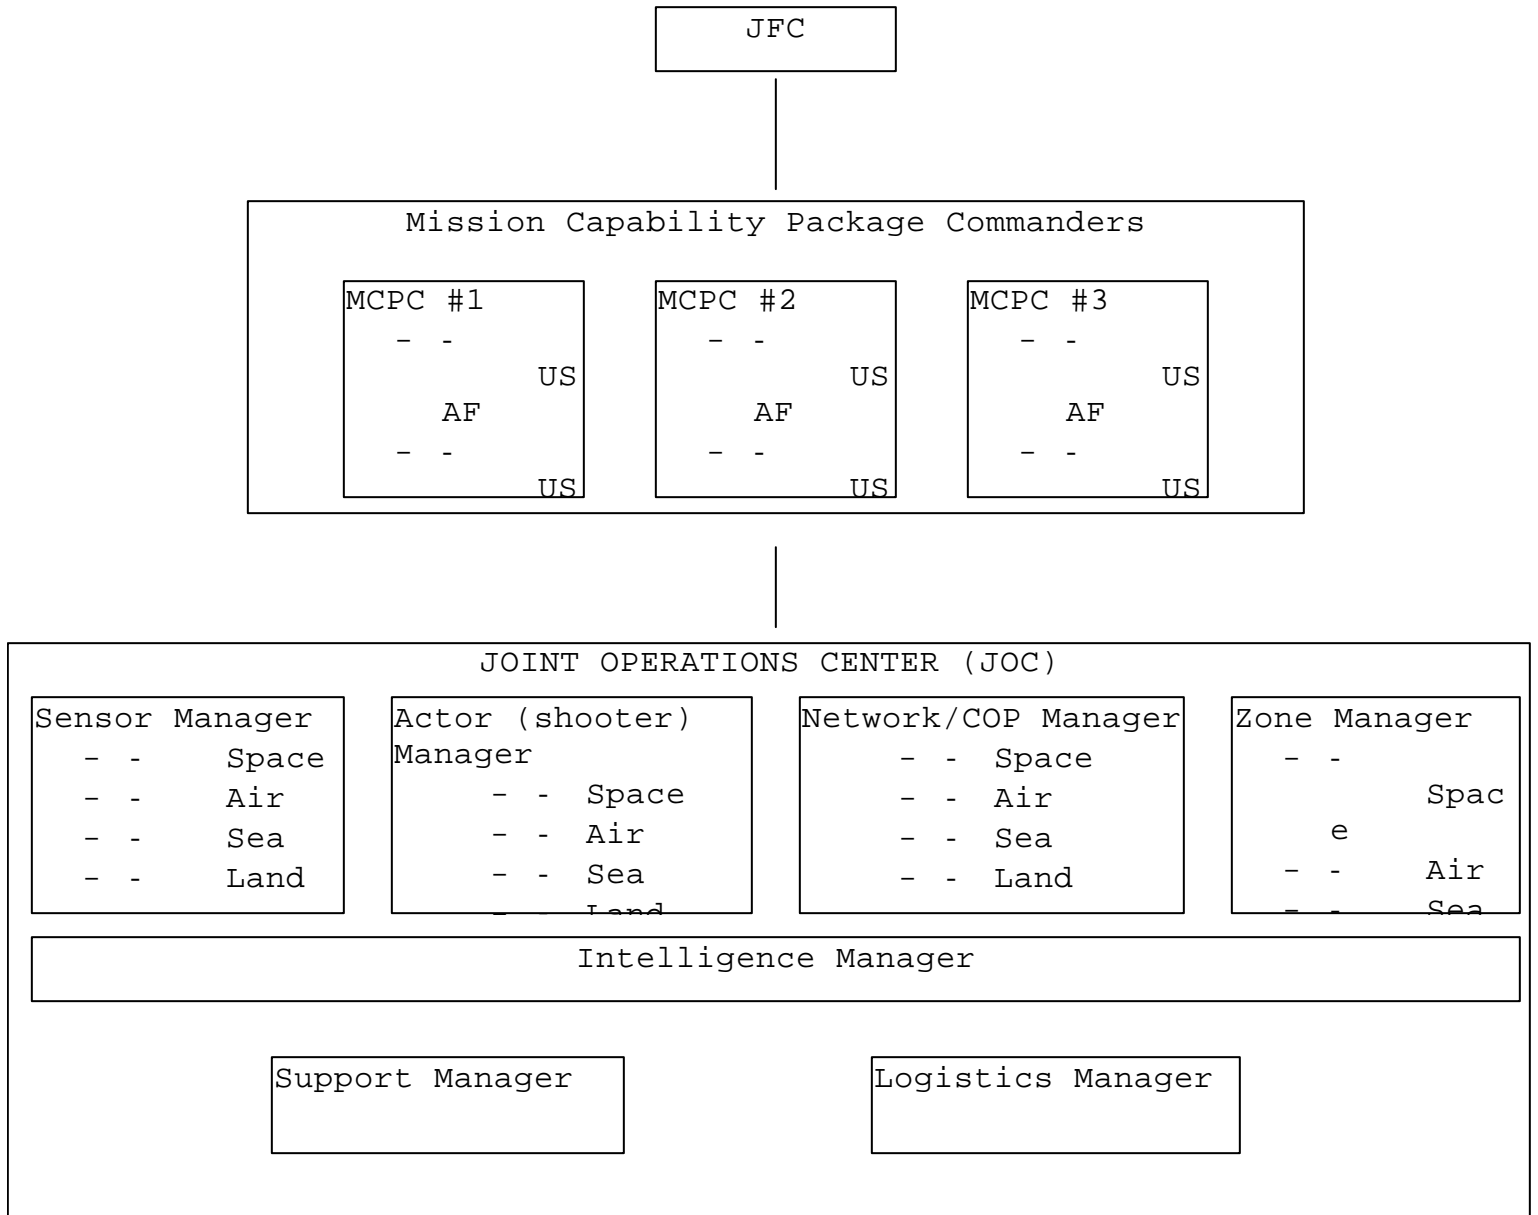 JFC
Mission Capability Package Commanders
MCPC #1
- -
US
AF
- -
US
MCPC #2
- -
US
AF
- -
US
MCPC #3
- -
US
AF
- -
US
JOINT OPERATIONS CENTER (JOC)
Sensor Manager
- - Space
- - Air
- - Sea
- - Land
Actor (shooter)
Manager
- - Space
- - Air
- - Sea
- - Land
Network/COP Manager
- - Space
- - Air
- - Sea
- - Land
Zone Manager
- -
Spac
e
- - Air
- - Sea
Intelligence Manager
Support Manager
Logistics Manager